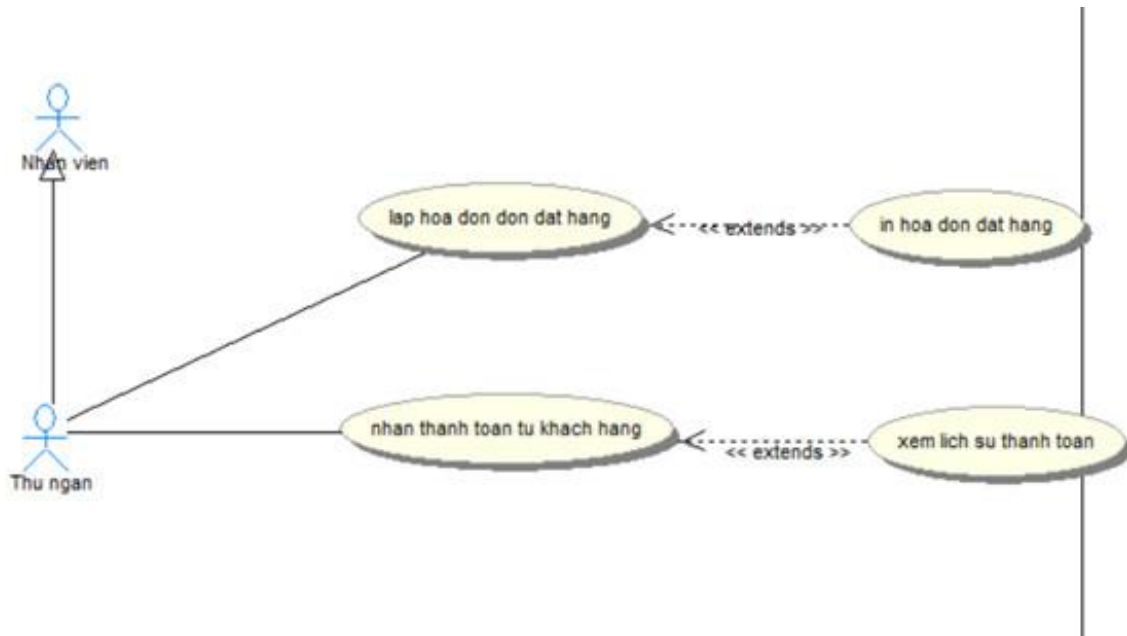 Nhan vien
lap hoa don don dat hang
<< extends >>
in hoa don dat hang
nhan thanh toan tu khach hang
<< extends >>
xem lich su thanh toan
Thu ngan